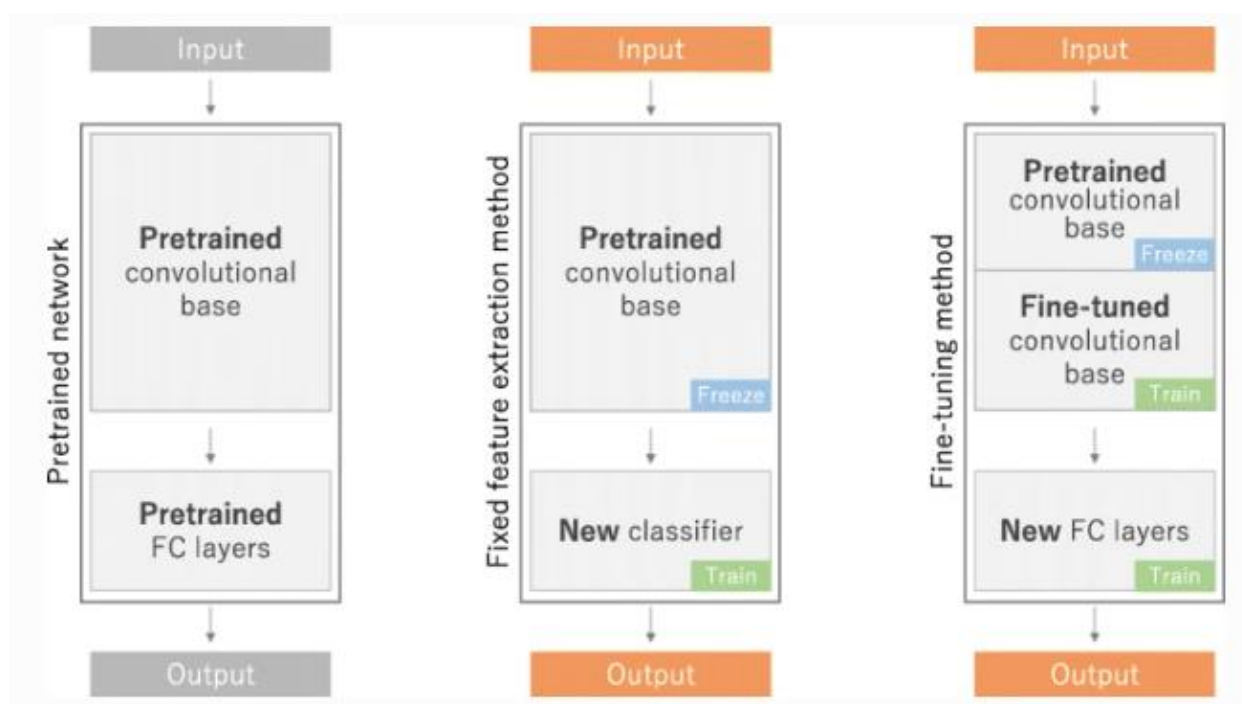 Input
Pretrained network
Pretrained
convolutional
base
Pretrained
FC layers
Output
Input
Fixed feature extraction method
Pretrained
convolutional
base
Freeze
New classifier
Train
Output
Input
Fine-tuning method
Pretrained
convolutional
base
Freeze
Fine-tuned
convolutional
base
Train
New FC layers
Train
Output